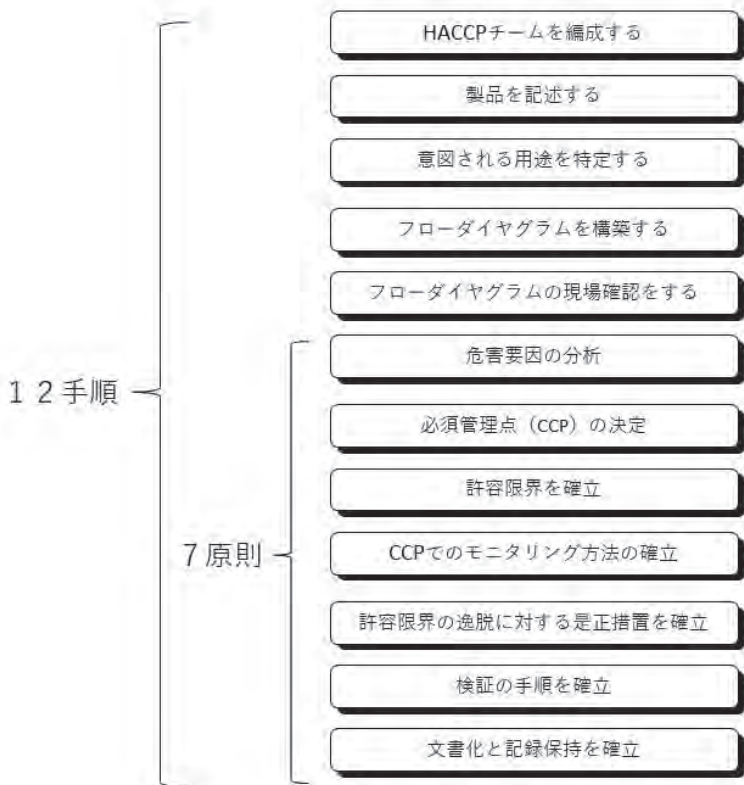 HACCPチームを編成する
製品を記述する
意図される用途を特定する
フローダイヤグラムを構築する
フローダイヤグラムの現場確認をする
危害要因の分析
１２手順
必須管理点（CCP）の決定
許容限界を確立
７原則
CCPでのモニタリング方法の確立
許容限界の逸脱に対する是正措置を確立
検証の手順を確立
文書化と記録保持を確立